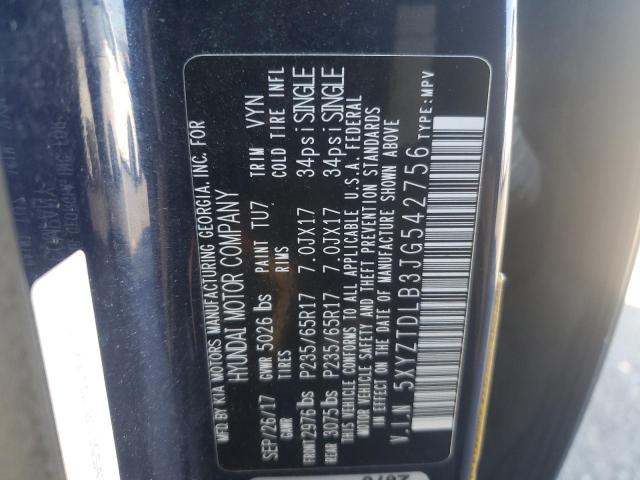 MFD BY KIA MOTORS MANUFACTURING GEORGIA, INC. FOR
HYUNDAI MOTOR COMPANY
SEP/26/17 GVWR 5026 lbs PAINT TU7 TRIM VYN
GAWR TIRES RIMS COLD TIRE INFL
FRONT 2976 lbs P235/65R17 7.0JX17 34psi SINGLE
REAR 3075 lbs P235/65R17 7.0JX17 34psi SINGLE
THIS VEHICLE CONFORMS TO ALL APPLICABLE U.S.A. FEDERAL
MOTOR VEHICLE SAFETY AND THEFT PREVENTION STANDARDS
IN EFFECT ON THE DATE OF MANUFACTURE SHOWN ABOVE
V.I.N 5XYZTDLB3JG542756 TYPE:MPV